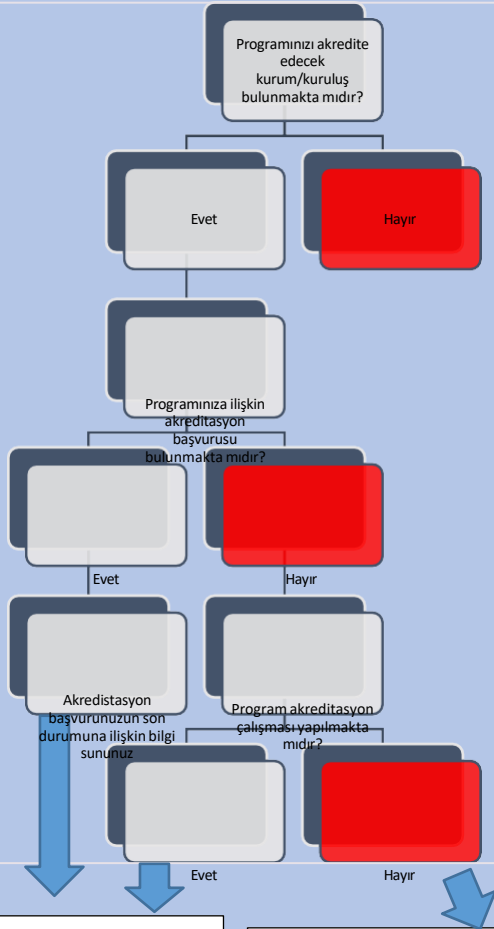 Programınızı akredite
edecek
kurum/kuruluş
bulunmakta mıdır?
Evet
Hayır
Programınıza ilişkin
akreditasyon
başvurusu
bulunmakta mıdır?
Evet
Hayır
Akredistasyon
başvurunuzun son
durumuna ilişkin bilgi
sununuz
Program akreditasyon
çalışması yapılmakta
mıdır?
Evet
Hayır